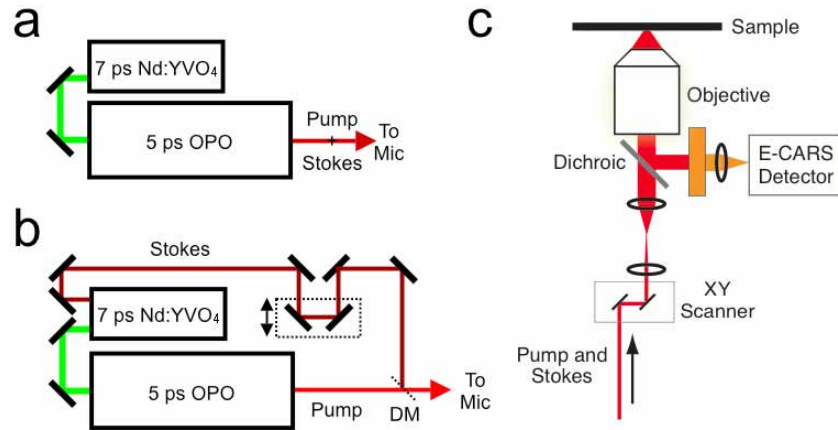 a
7 ps Nd:YVO₄
5 ps OPO
Pump
+
Stokes
To
Mic
b
Stokes
7 ps Nd:YVO₄
5 ps OPO
Pump
DM
To
Mic
c
Sample
Objective
Dichroic
E-CARS
Detector
XY
Scanner
Pump and
Stokes